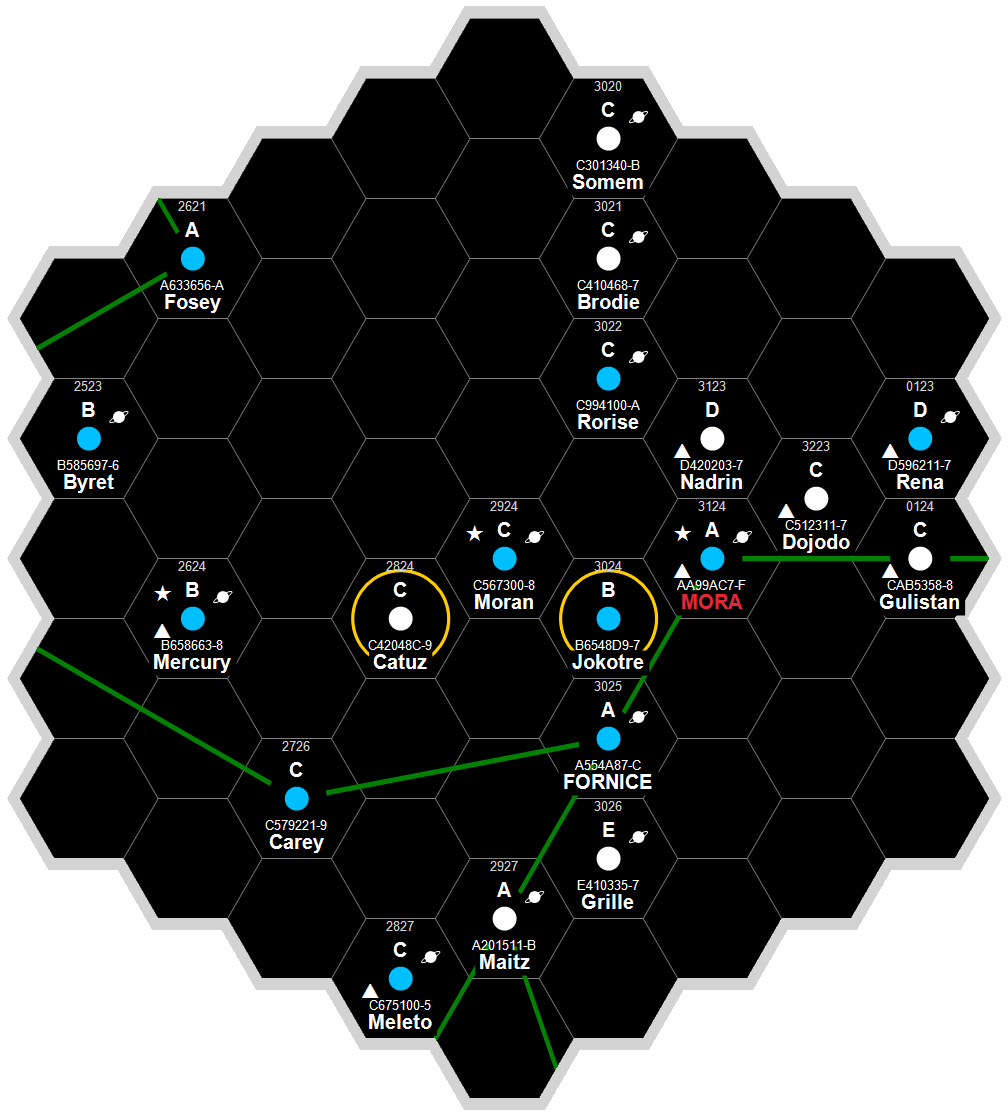 3020
C
C301340-B
Somem
2621
A
A633656-A
Fosey
3021
C
C410468-7
Brodie
3022
C
C994100-A
Rorise
2523
B
B585697-6
Byret
3123
D
D420203-7
Nadrin
0123
D
D596211-7
Rena
3223
C
C512311-7
Dojodo
2924
C
C567300-8
Moran
3124
A
AA99AC7-F
MORA
0124
C
CAB5358-8
Gulistan
2624
B
B658663-8
Mercury
2824
C
C42048C-9
Catuz
3024
B
B6548D9-7
Jokotre
3025
A
A554A87-C
FORNICE
2726
C
C579221-9
Carey
3026
E
E410335-7
Grille
2927
A
A201511-B
Maitz
2827
C
C675100-5
Meleto